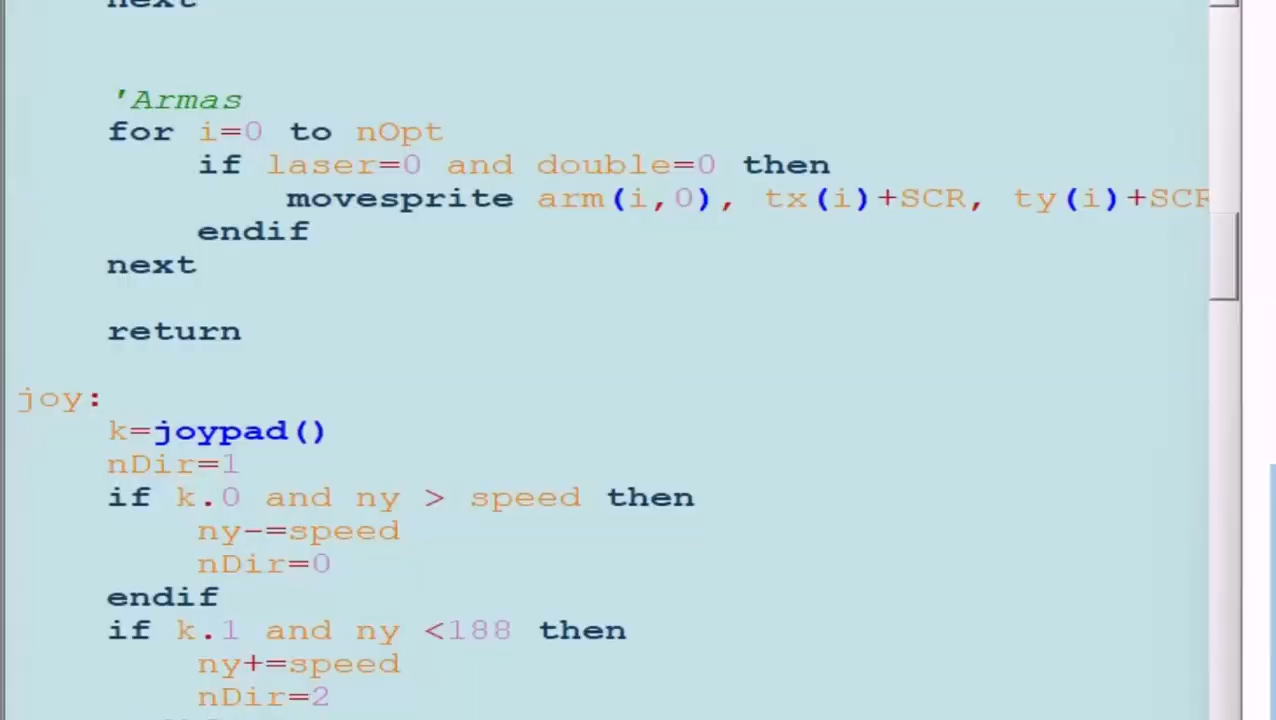 next
'Armas
for i=0 to nOpt
if laser=0 and double=0 then
movesprite arm(i,0), tx(i)+SCR, ty(i)+SCR
endif
next
return
joy:
k=joypad()
nDir=1
if k.0 and ny > speed then
ny-=speed
nDir=0
endif
if k.1 and ny <188 then
ny+=speed
nDir=2